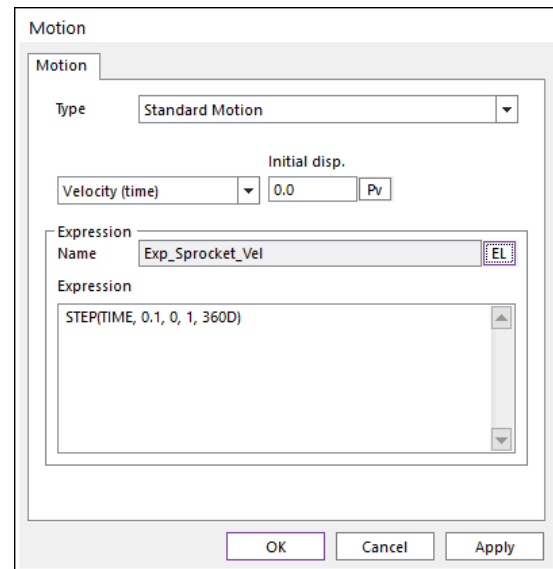 Motion
Motion
Type Standard Motion
Initial disp.
Velocity (time) 0.0 Pv
Expression
Name Exp_Sprocket_Vel EL
Expression
STEP(TIME, 0.1, 0, 1, 360D)
OK Cancel Apply